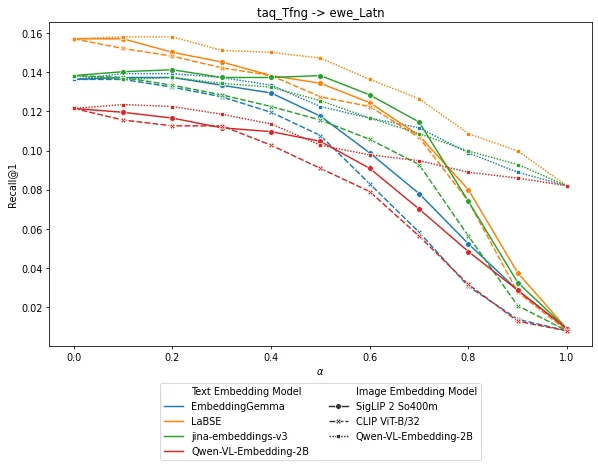 taq_Tfng -> ewe_Latn
0.16
0.14
0.12
0.10
0.08
0.06
0.04
0.02
Recall@1
0.0 0.2 0.4 0.6 0.8 1.0
α
Text Embedding Model
EmbeddingGemma
LaBSE
jina-embeddings-v3
Qwen-VL-Embedding-2B
Image Embedding Model
SigLIP 2 So400m
CLIP ViT-B/32
Qwen-VL-Embedding-2B